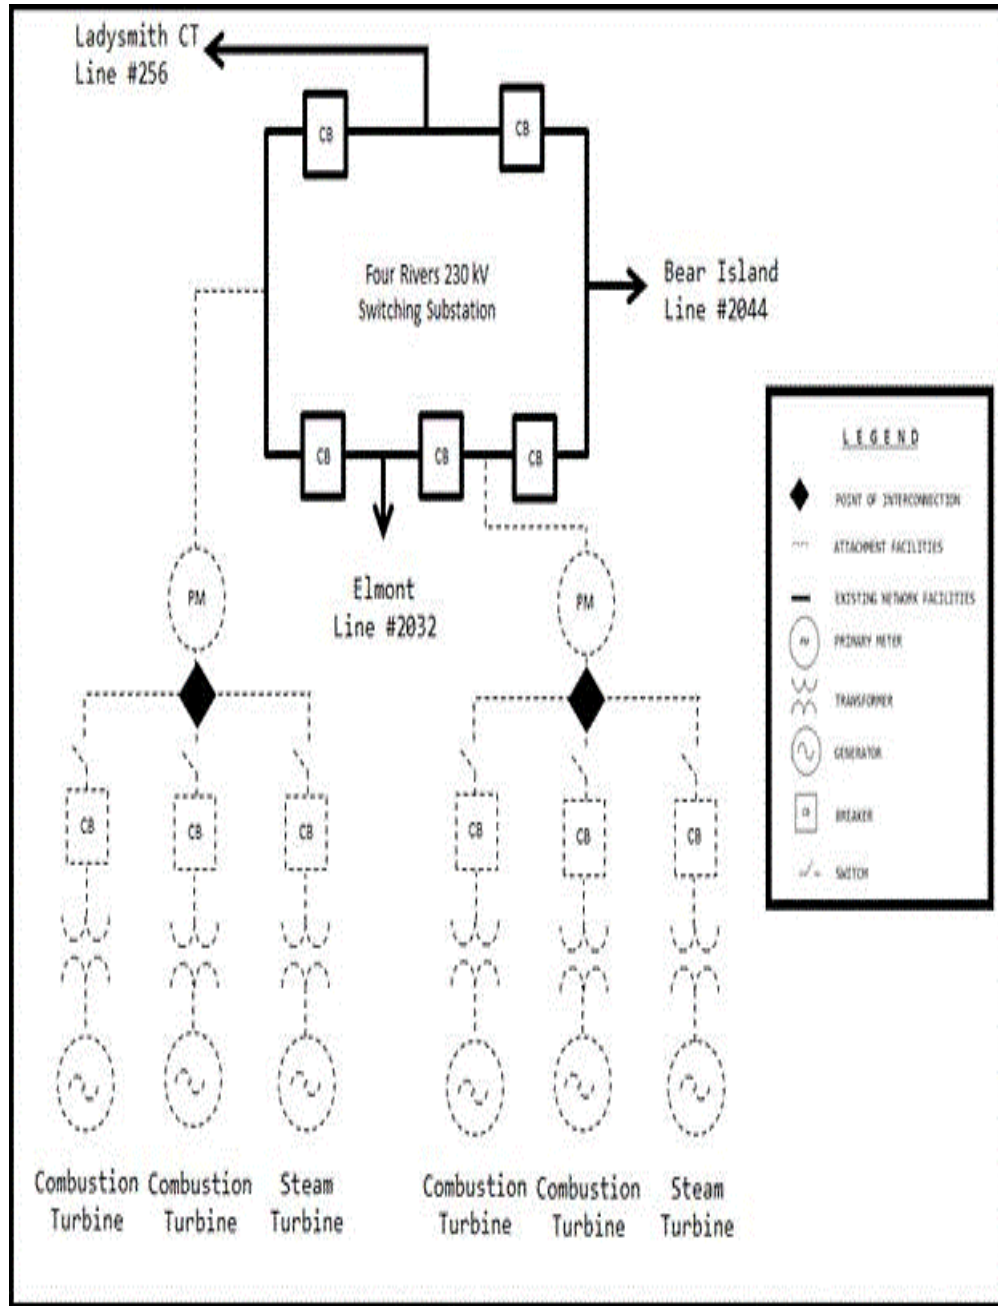 Ladysmith CT
Line #256
CB
CB
Four Rivers 230 kV
Switching Substation
Bear Island
Line #2044
CB
CB
CB
Elmont
Line #2032
PM
PM
LEGEND
POINT OF INTERCONNECTION
ATTACHMENT FACILITIES
EXISTING NETWORK FACILITIES
PM
PRIMARY METER
TRANSFORMER
GENERATOR
CB
BREAKER
SWITCH
CB
CB
CB
CB
CB
CB
Combustion
Turbine
Combustion
Turbine
Steam
Turbine
Combustion
Turbine
Combustion
Turbine
Steam
Turbine